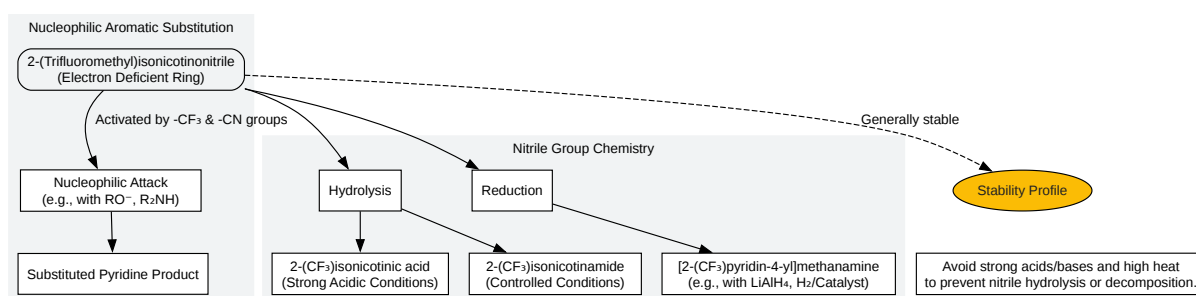 Nucleophilic Aromatic Substitution
2-(Trifluoromethyl)isonicotinonitrile
(Electron Deficient Ring)
Activated by -CF₃ & -CN groups
Generally stable
Nitrile Group Chemistry
Nucleophilic Attack
(e.g., with RO⁻, R₂NH)
Hydrolysis
Reduction
Stability Profile
Substituted Pyridine Product
2-(CF₃)isonicotinic acid
(Strong Acidic Conditions)
2-(CF₃)isonicotinamide
(Controlled Conditions)
[2-(CF₃)pyridin-4-yl]methanamine
(e.g., with LiAlH₄, H₂/Catalyst)
Avoid strong acids/bases and high heat
to prevent nitrile hydrolysis or decomposition.